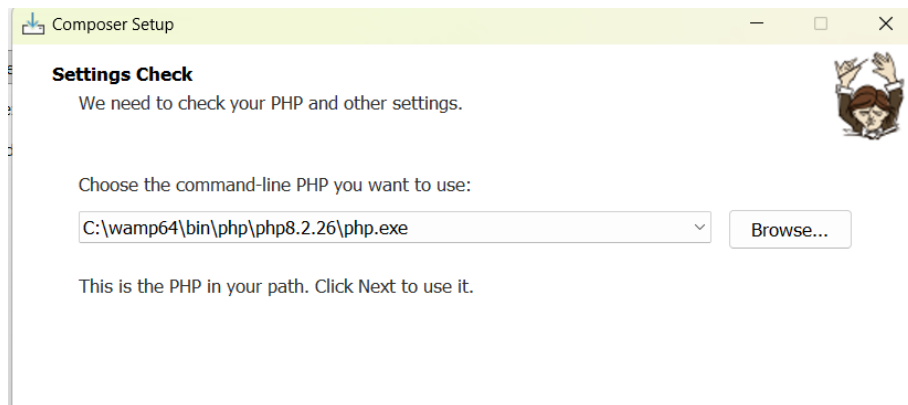 Composer Setup
Settings Check
We need to check your PHP and other settings.
Choose the command-line PHP you want to use:
C:\wamp64\bin\php\php8.2.26\php.exe
Browse...
This is the PHP in your path. Click Next to use it.